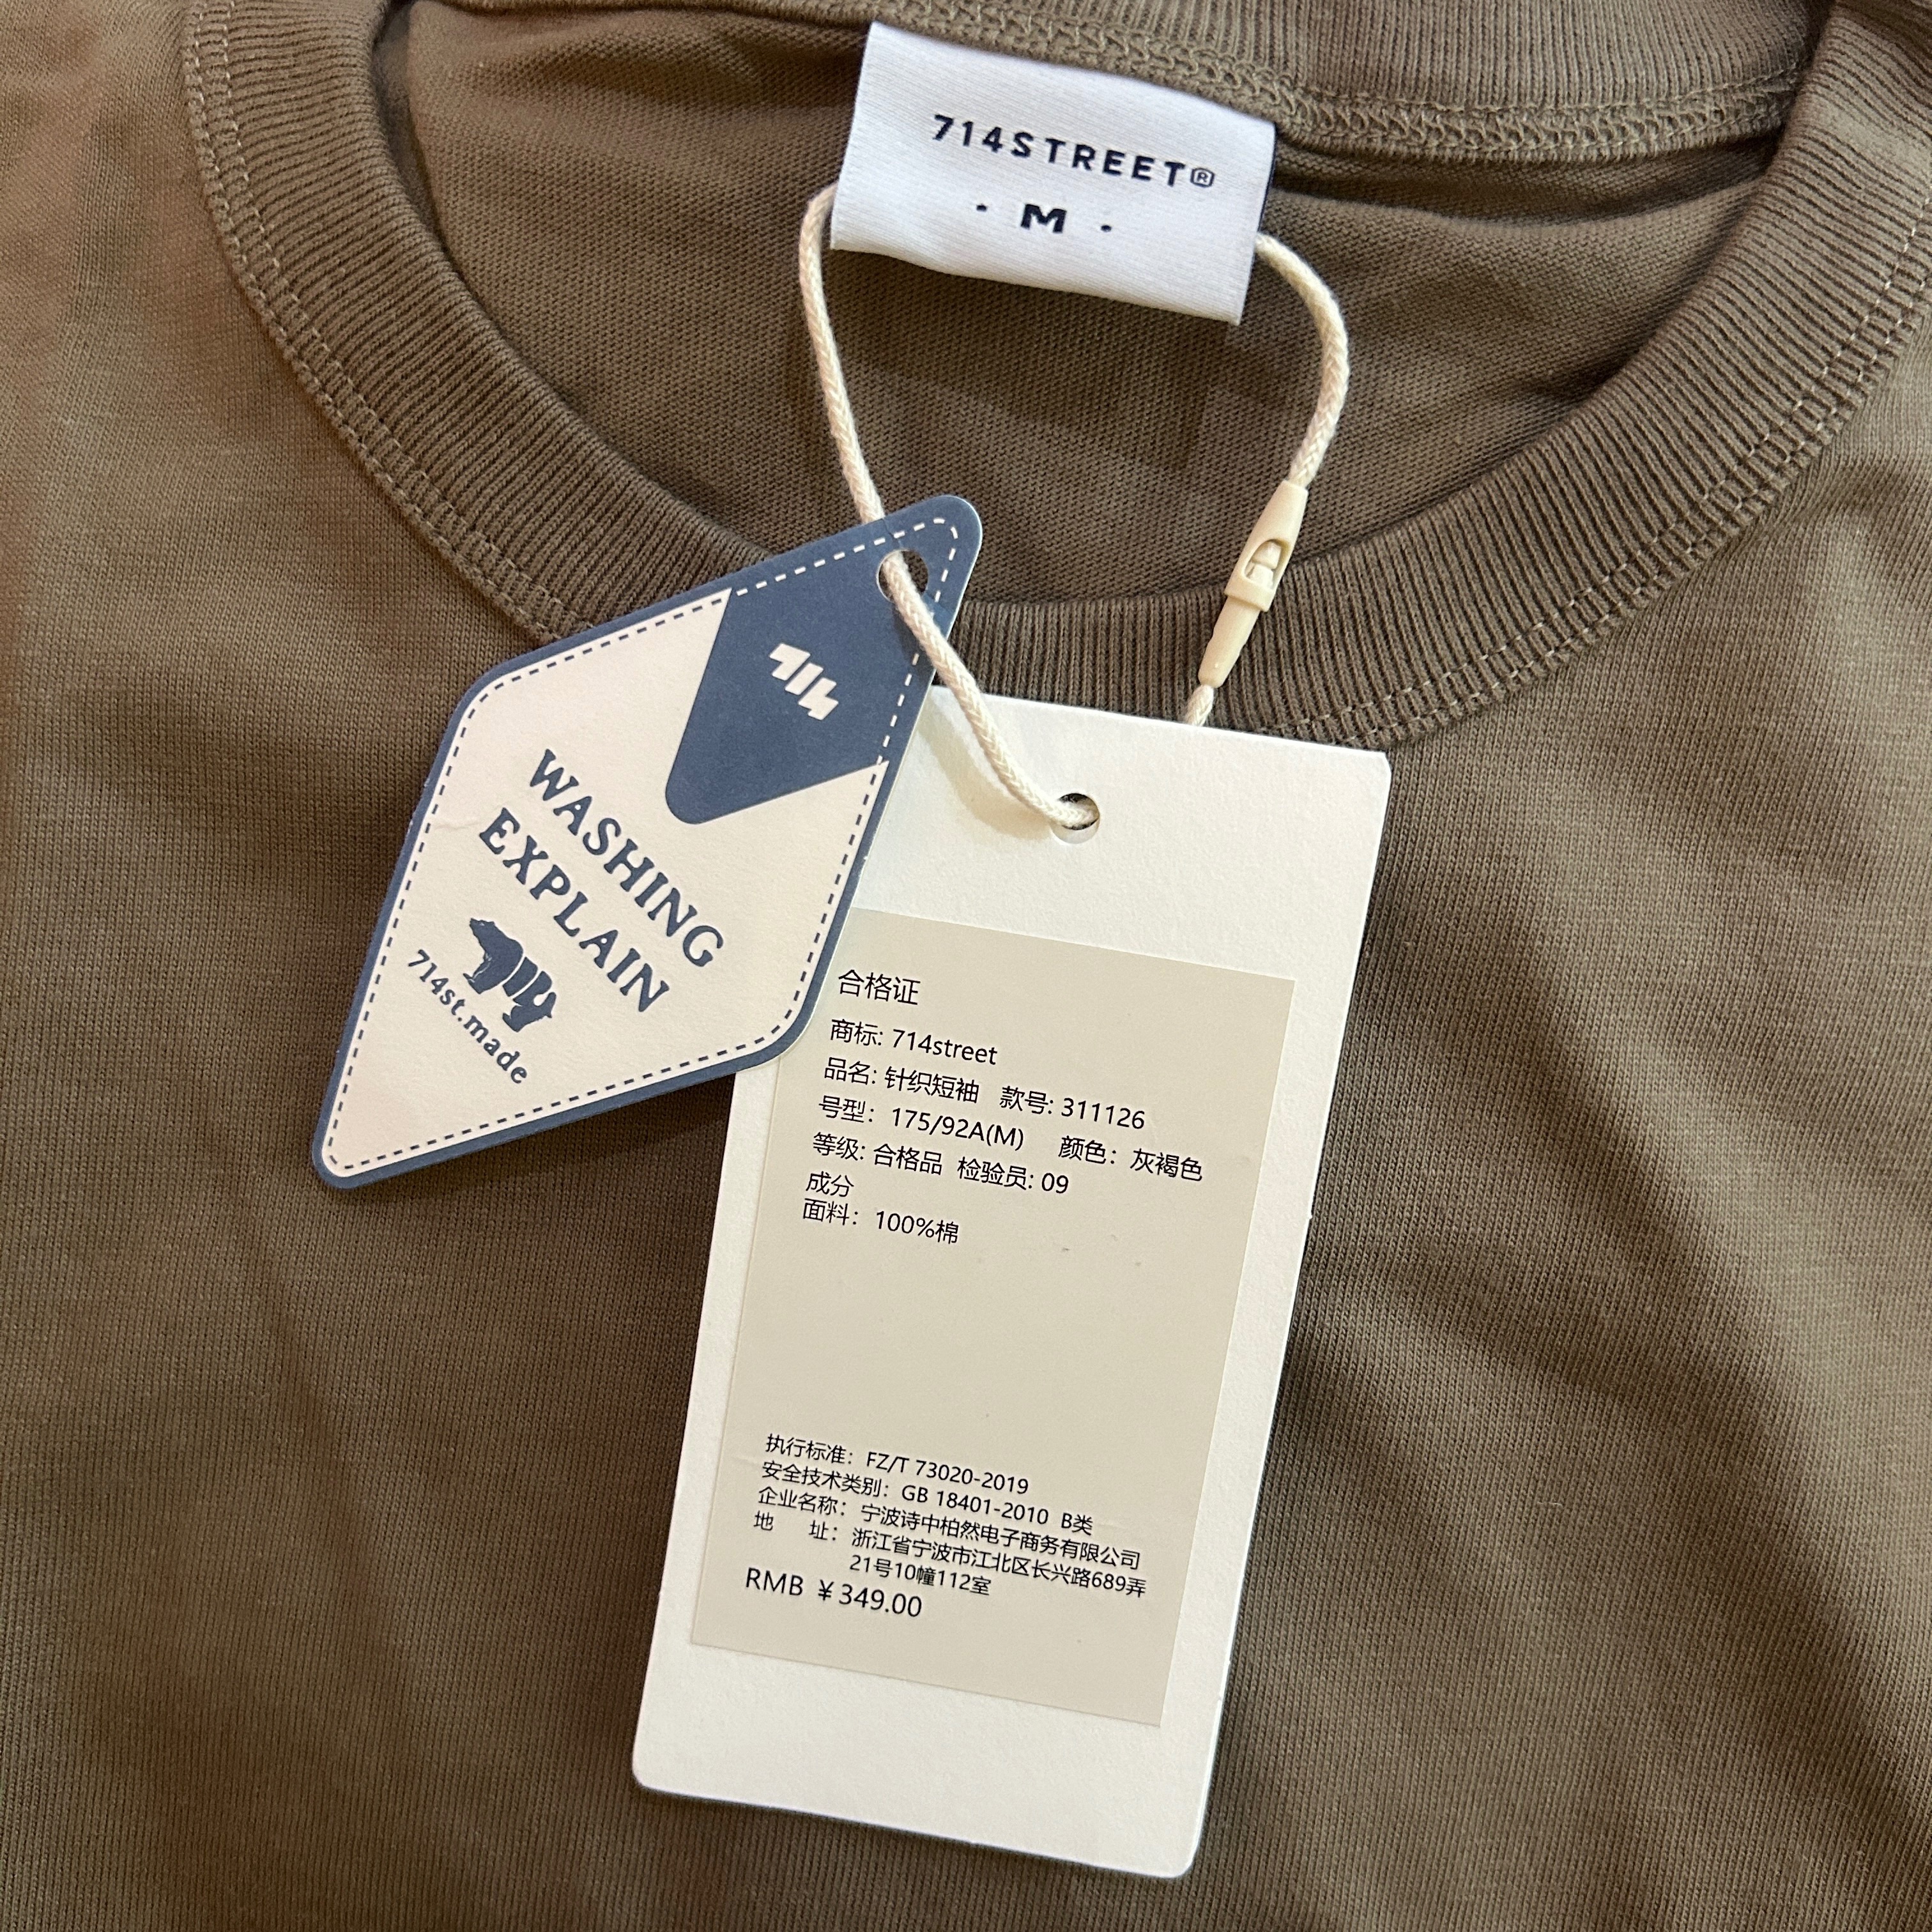 714STREET®
· M ·
714
WASHING
EXPLAIN
714
714st.made
合格证
商标: 714street
品名: 针织短袖 款号: 311126
号型: 175/92A(M) 颜色: 灰褐色
等级: 合格品 检验员: 09
成分
面料: 100%棉
执行标准: FZ/T 73020-2019
安全技术类别: GB 18401-2010 B类
企业名称: 宁波诗中柏然电子商务有限公司
地 址: 浙江省宁波市江北区长兴路689弄
21号10幢112室
RMB ¥349.00